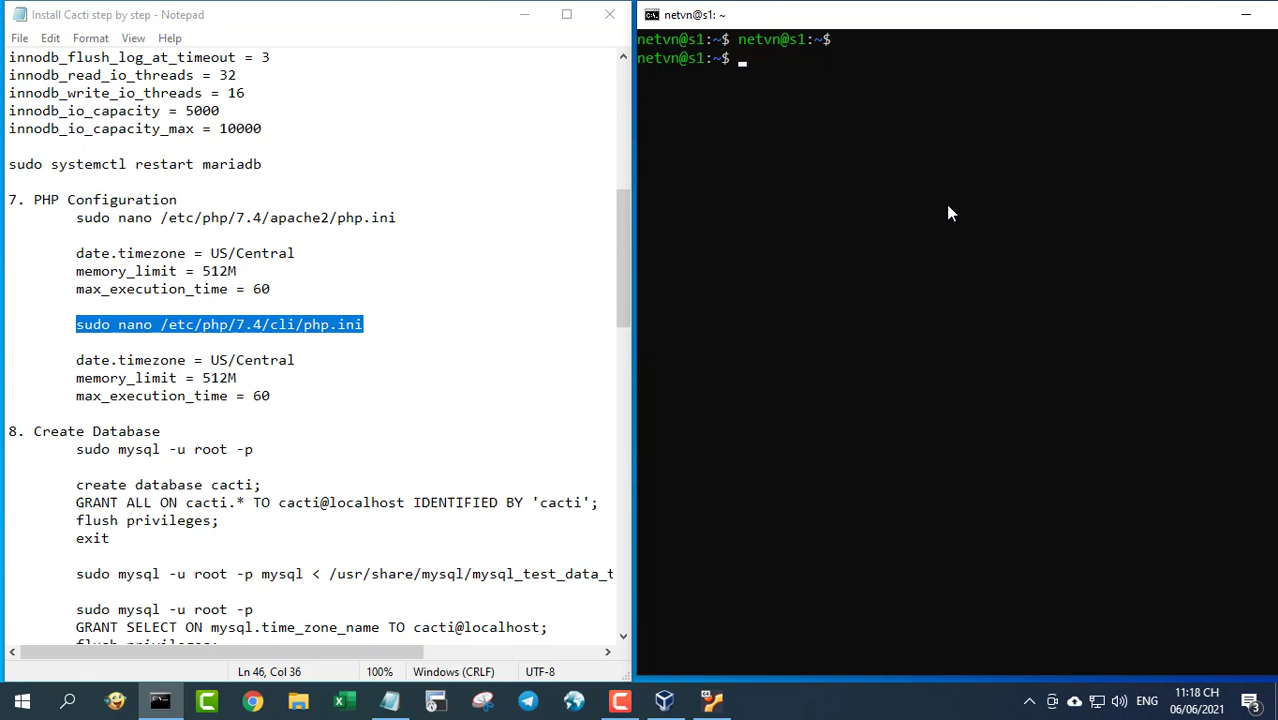 Install Cacti step by step - Notepad
File Edit Format View Help
innodb_flush_log_at_timeout = 3
innodb_read_io_threads = 32
innodb_write_io_threads = 16
innodb_io_capacity = 5000
innodb_io_capacity_max = 10000
sudo systemctl restart mariadb
7. PHP Configuration
sudo nano /etc/php/7.4/apache2/php.ini
date.timezone = US/Central
memory_limit = 512M
max_execution_time = 60
sudo nano /etc/php/7.4/cli/php.ini
date.timezone = US/Central
memory_limit = 512M
max_execution_time = 60
8. Create Database
sudo mysql -u root -p
create database cacti;
GRANT ALL ON cacti.* TO cacti@localhost IDENTIFIED BY 'cacti';
flush privileges;
exit
sudo mysql -u root -p mysql < /usr/share/mysql/mysql_test_data_t
sudo mysql -u root -p
GRANT SELECT ON mysql.time_zone_name TO cacti@localhost;
flush privileges;
Ln 46, Col 36 100% Windows (CRLF) UTF-8
netvn@s1: ~
netvn@s1:~$ netvn@s1:~$
netvn@s1:~$
ENG
11:18 CH
06/06/2021
3